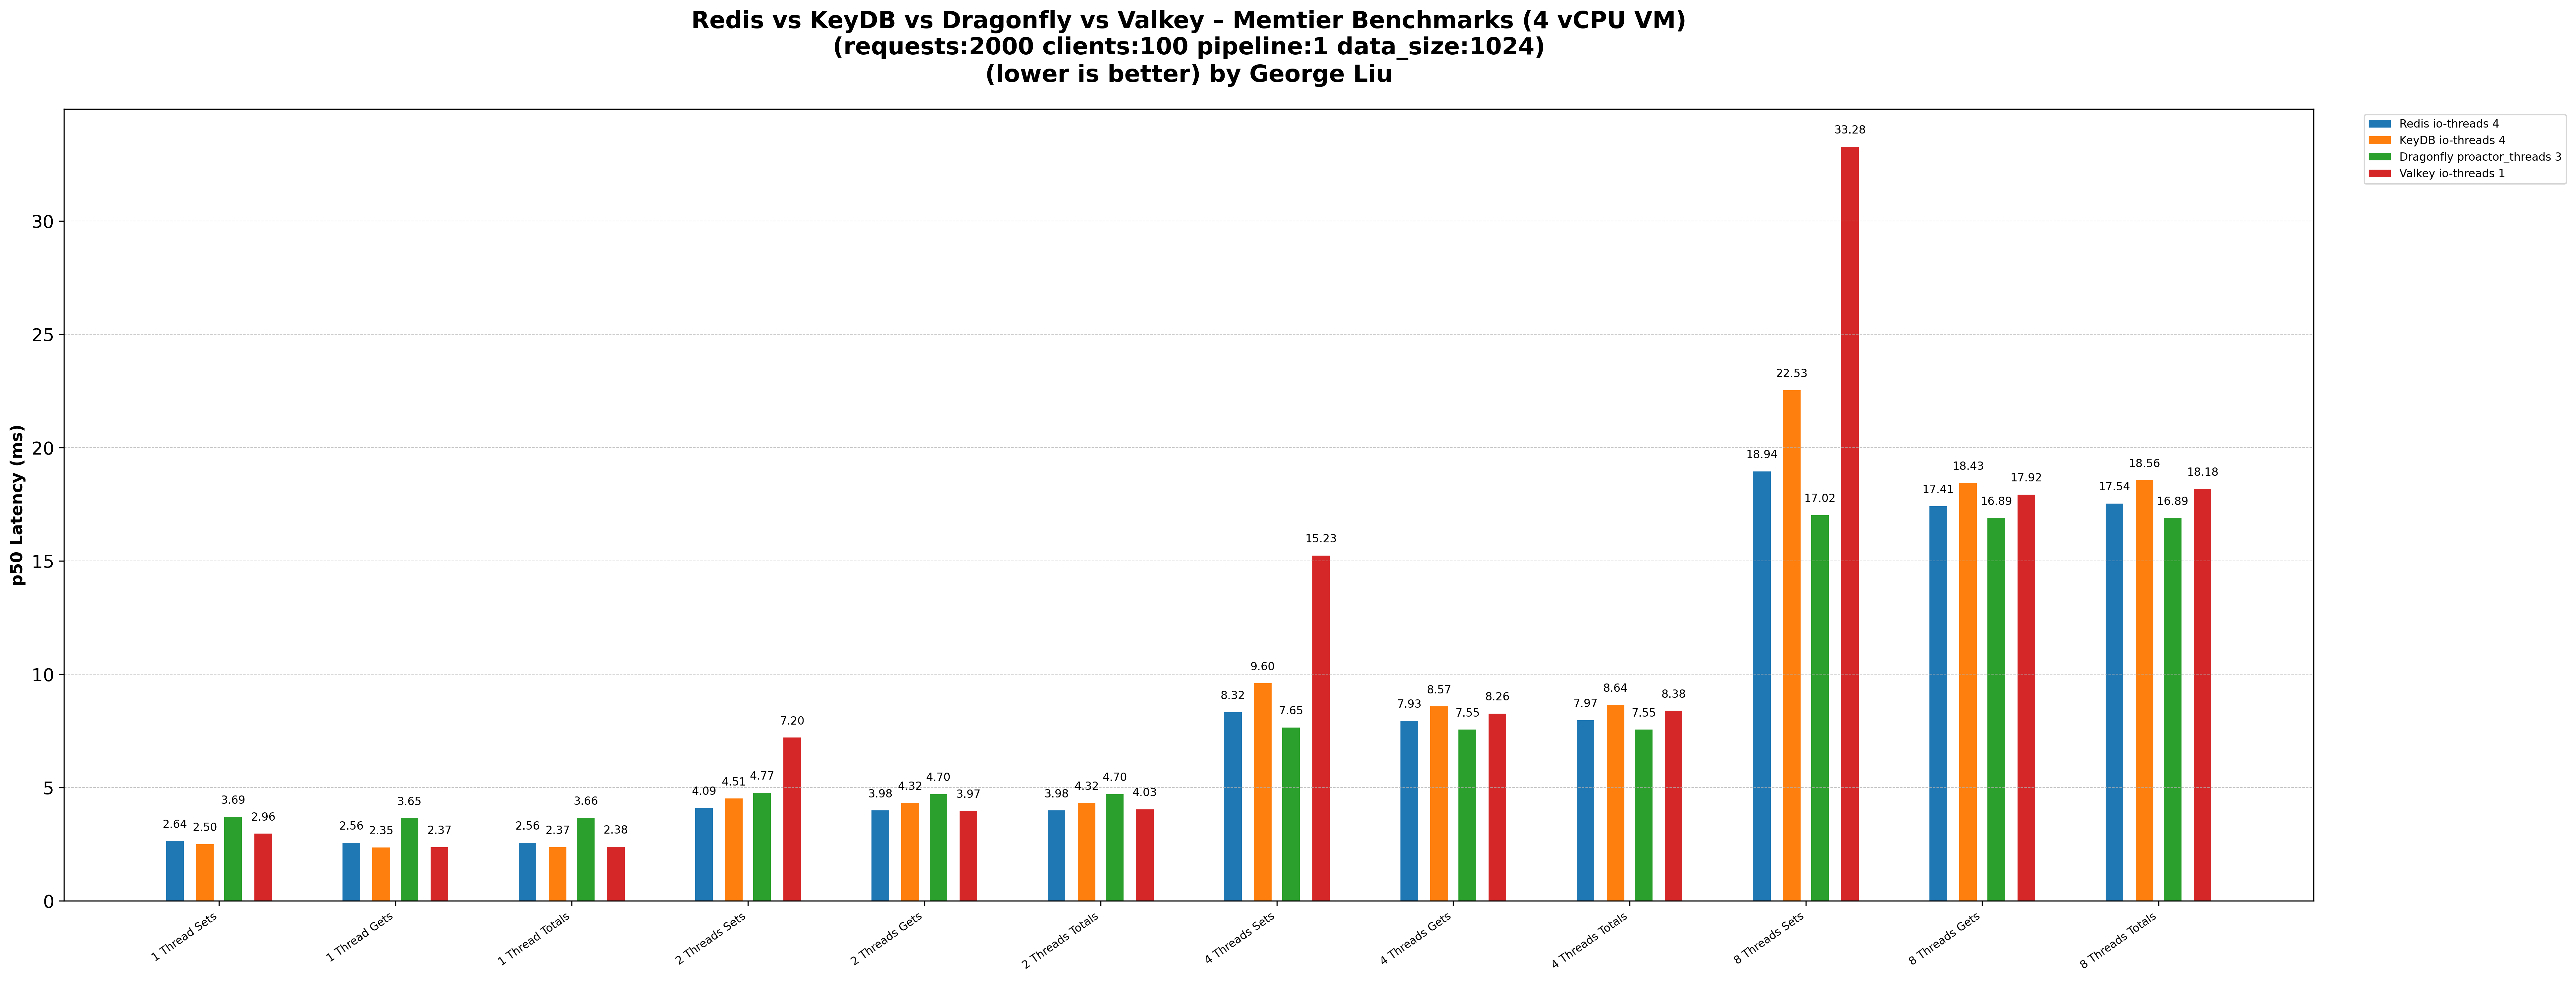 Redis vs KeyDB vs Dragonfly vs Valkey – Memtier Benchmarks (4 vCPU VM)
(requests:2000 clients:100 pipeline:1 data_size:1024)
(lower is better) by George Liu
Redis io-threads 4
KeyDB io-threads 4
Dragonfly proactor_threads 3
Valkey io-threads 1
p50 Latency (ms)
30
25
20
15
10
5
0
2.64 2.50 3.69 2.96
2.56 2.35 3.65 2.37
2.56 2.37 3.66 2.38
4.09 4.51 4.77 7.20
3.98 4.32 4.70 3.97
3.98 4.32 4.70 4.03
8.32 9.60 7.65 15.23
7.93 8.57 7.55 8.26
7.97 8.64 7.55 8.38
18.94 22.53 17.02 33.28
17.41 18.43 16.89 17.92
17.54 18.56 16.89 18.18
1 Thread Sets
1 Thread Gets
1 Thread Totals
2 Threads Sets
2 Threads Gets
2 Threads Totals
4 Threads Sets
4 Threads Gets
4 Threads Totals
8 Threads Sets
8 Threads Gets
8 Threads Totals